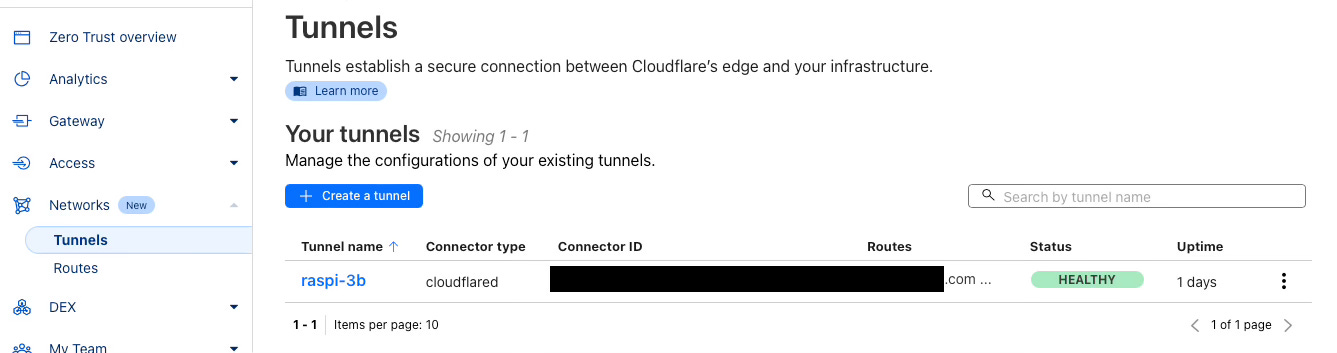 Zero Trust overview
Analytics
Gateway
Access
Networks New
Tunnels
Routes
DEX
My Team
Tunnels
Tunnels establish a secure connection between Cloudflare’s edge and your infrastructure.
Learn more
Your tunnels Showing 1 - 1
Manage the configurations of your existing tunnels.
+ Create a tunnel
Search by tunnel name
Tunnel name ↑ Connector type Connector ID Routes Status Uptime
raspi-3b cloudflared .com ... HEALTHY 1 days
1 - 1 Items per page: 10 1 of 1 page